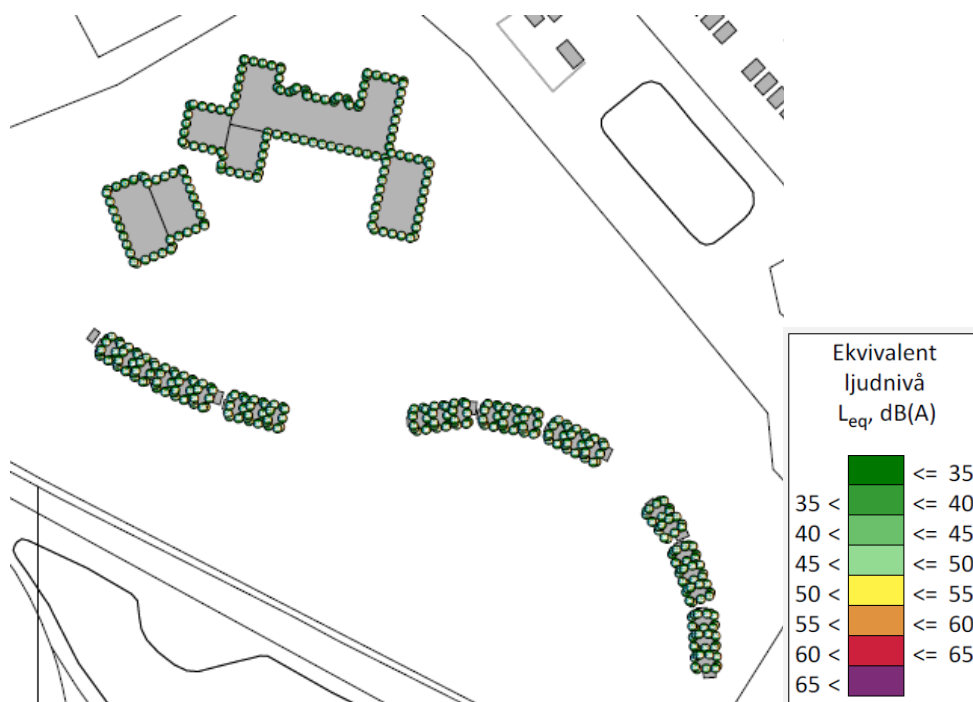 Ekvivalent
ljudnivå
Leq, dB(A)
<= 35
35 < <= 40
40 < <= 45
45 < <= 50
50 < <= 55
55 < <= 60
60 < <= 65
65 <